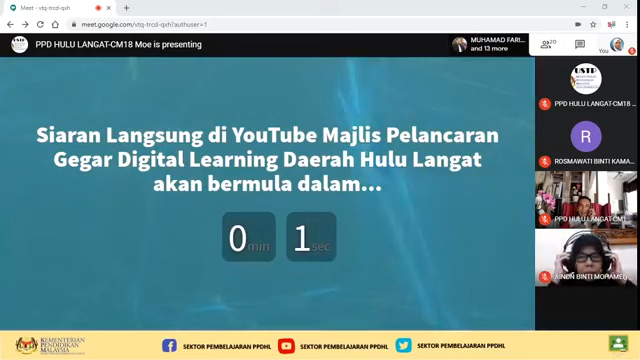 Meet - vtq-trcd-qxh
meet.google.com/vtq-trcd-qxh?authuser=1
PPD HULU LANGAT-CM18 Moe is presenting
MUHAMAD FARI...
and 13 more
20
You
Siaran Langsung di YouTube Majlis Pelancaran
Gegar Digital Learning Daerah Hulu Langat
akan bermula dalam...
0 min 1 sec
USTP
PPD HULU LANGAT-CM18 ...
R
ROSMAWATI BINTI KAMA...
PPD HULU LANGAT-CM1
AINON BINTI MOHAMED
KEMENTERIAN
PENDIDIKAN
MALAYSIA
SEKTOR PEMBELAJARAN PPDHL
SEKTOR PEMBELAJARAN PPDHL
SEKTOR PEMBELAJARAN PPDHL